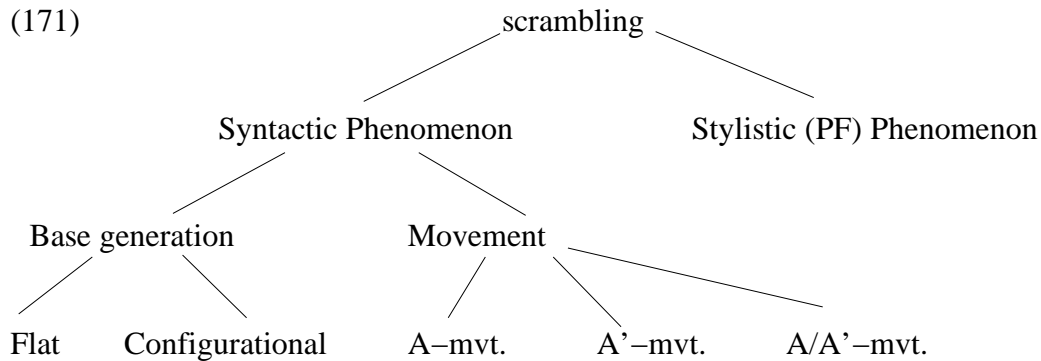 (171) scrambling
Syntactic Phenomenon Stylistic (PF) Phenomenon
Base generation Movement
Flat Configurational A−mvt. A’−mvt. A/A’−mvt.